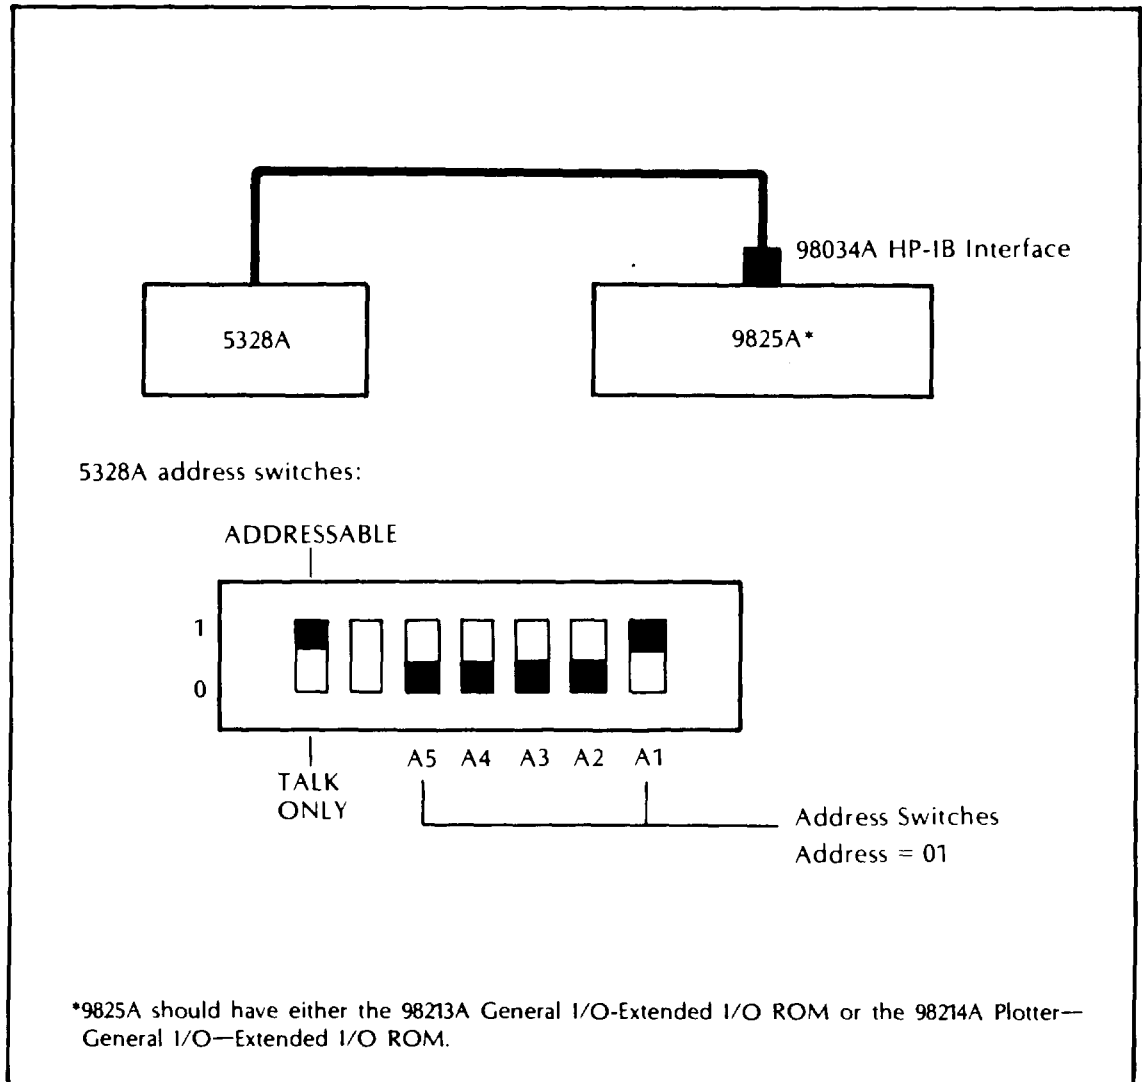 98034A HP-IB Interface
5328A
9825A*
5328A address switches:
ADDRESSABLE
1
0
A5 A4 A3 A2 A1
TALK
ONLY
Address Switches
Address = 01
*9825A should have either the 98213A General I/O-Extended I/O ROM or the 98214A Plotter—
General I/O—Extended I/O ROM.